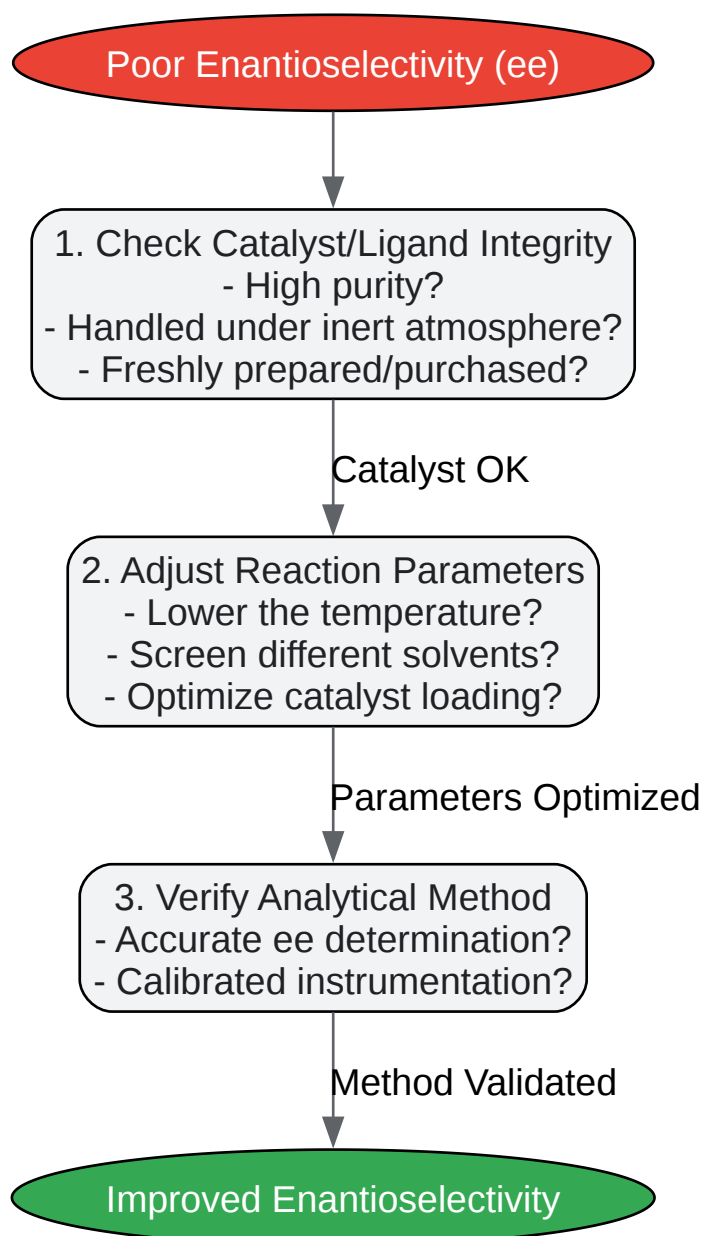 Poor Enantioselectivity (ee)
1. Check Catalyst/Ligand Integrity
- High purity?
- Handled under inert atmosphere?
- Freshly prepared/purchased?
Catalyst OK
2. Adjust Reaction Parameters
- Lower the temperature?
- Screen different solvents?
- Optimize catalyst loading?
Parameters Optimized
3. Verify Analytical Method
- Accurate ee determination?
- Calibrated instrumentation?
Method Validated
Improved Enantioselectivity